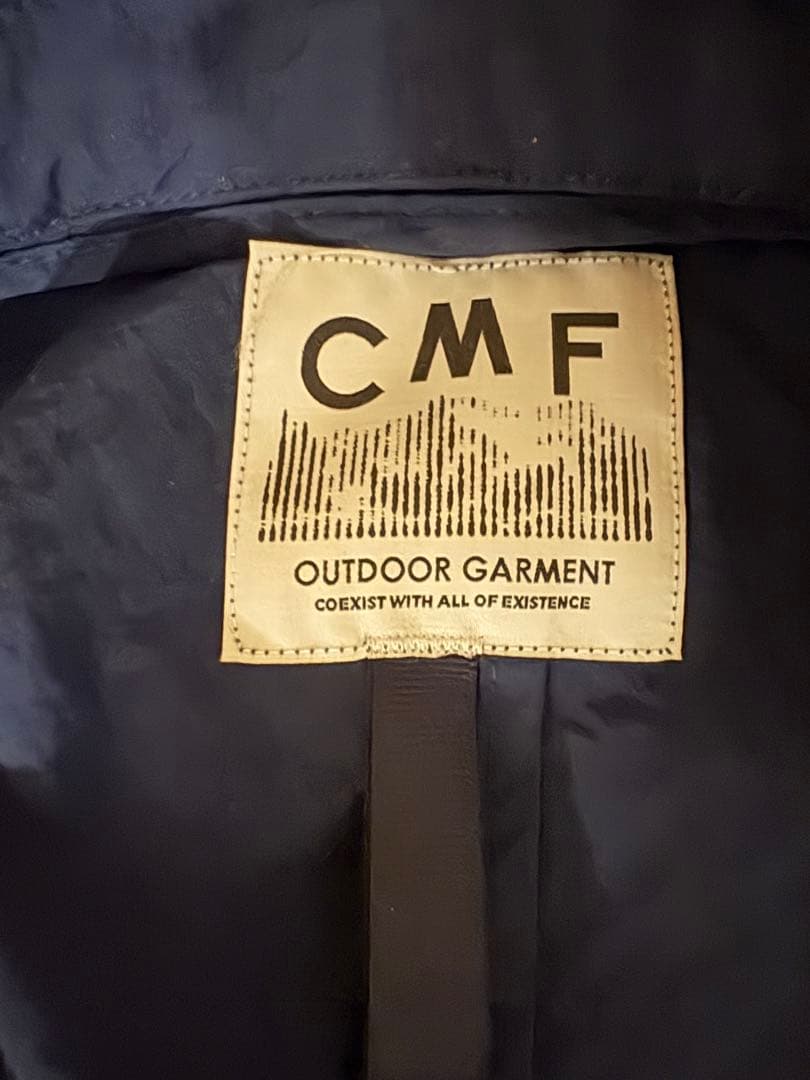 CMF
OUTDOOR GARMENT
COEXIST WITH ALL OF EXISTENCE